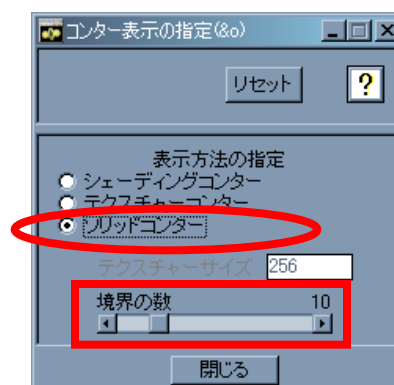 コンター表示の指定(&o)
リセット
?
表示方法の指定
シェーディングコンター
テクスチャーコンター
ソリッドコンター
テクスチャーサイズ 256
境界の数 10
閉じる